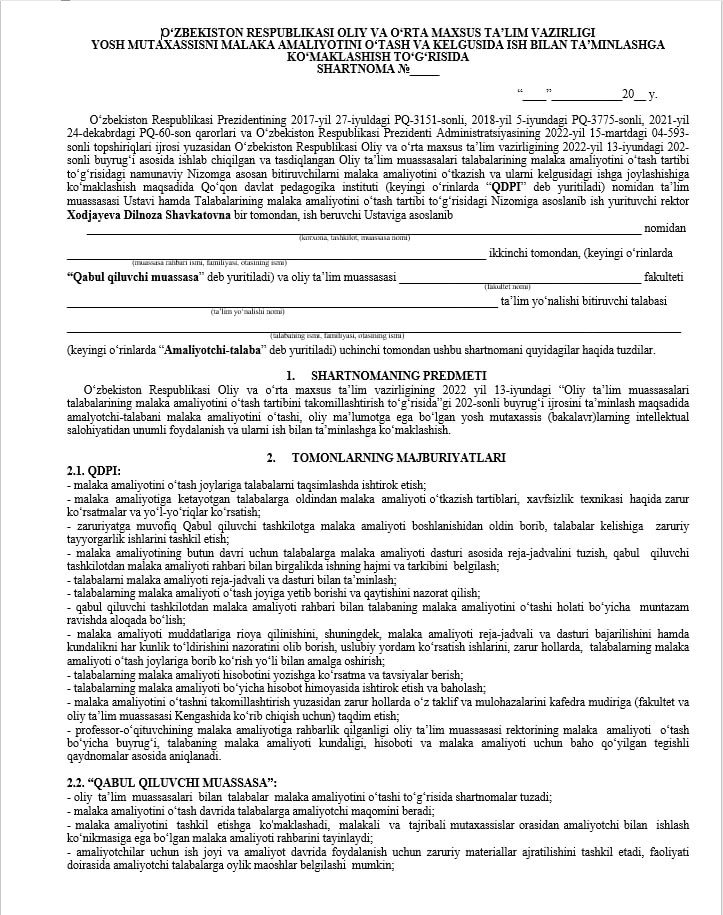 O‘ZBEKISTON RESPUBLIKASI OLIY VA O‘RTA MAXSUS TA’LIM VAZIRLIGI
YOSH MUTAXASSISNI MALAKA AMALIYOTINI O‘TASH VA KELGUSIDA ISH BILAN TA’MINLASHGA
KO‘MAKLASHISH TO‘G‘RISIDA
SHARTNOMA №_____
“____”____________20__ y.
O‘zbekiston Respublikasi Prezidentining 2017-yil 27-iyuldagi PQ-3151-sonli, 2018-yil 5-iyundagi PQ-3775-sonli, 2021-yil
24-dekabrdagi PQ-60-son qarorlari va O‘zbekiston Respublikasi Prezidenti Administratsiyasining 2022-yil 15-martdagi 04-593-
sonli topshiriqlari ijrosi yuzasidan O‘zbekiston Respublikasi Oliy va o‘rta maxsus ta’lim vazirligining 2022-yil 13-iyundagi 202-
sonli buyrug‘i asosida ishlab chiqilgan va tasdiqlangan Oliy ta’lim muassasalari talabalarining malaka amaliyotini o‘tash tartibi
to‘g‘risidagi namunaviy Nizomga asosan bitiruvchilarni malaka amaliyotini o‘tkazish va ularni kelgusidagi ishga joylashishiga
ko‘maklashish maqsadida Qo‘qon davlat pedagogika instituti (keyingi o‘rinlarda “QDPI” deb yuritiladi) nomidan ta’lim
muassasasi Ustavi hamda Talabalarining malaka amaliyotini o‘tash tartibi to‘g‘risidagi Nizomiga asoslanib ish yurituvchi rektor
Xodjayeva Dilnoza Shavkatovna bir tomondan, ish beruvchi Ustaviga asoslanib
____________________ nomidan
(korxona, tashkilot, muassasa nomi)
____________________ ikkinchi tomondan, (keyingi o‘rinlarda
(muassasa rahbari ismi, familiyasi, otasining ismi)
“Qabul qiluvchi muassasa” deb yuritiladi) va oliy ta’lim muassasasi ____________________ fakulteti
(fakultet nomi)
____________________ ta’lim yo‘nalishi bitiruvchi talabasi
(ta’lim yo‘nalishi nomi)
____________________
(talabaning ismi, familiyasi, otasining ismi)
(keyingi o‘rinlarda “Amaliyotchi-talaba” deb yuritiladi) uchinchi tomondan ushbu shartnomani quyidagilar haqida tuzdilar.
1. SHARTNOMANING PREDMETI
O‘zbekiston Respublikasi Oliy va o‘rta maxsus ta’lim vazirligining 2022 yil 13-iyundagi “Oliy ta’lim muassasalari
talabalarining malaka amaliyotini o‘tash tartibini takomillashtirish to‘g‘risida”gi 202-sonli buyrug‘i ijrosini ta’minlash maqsadida
amalyotchi-talabani malaka amaliyotini o‘tashi, oliy ma’lumotga ega bo‘lgan yosh mutaxassis (bakalavr)larning intellektual
salohiyatidan unumli foydalanish va ularni ish bilan ta’minlashga ko‘maklashish.
2. TOMONLARNING MAJBURIYATLARI
2.1. QDPI:
- malaka amaliyotini o‘tash joylariga talabalarni taqsimlashda ishtirok etish;
- malaka amaliyotiga ketayotgan talabalarga oldindan malaka amaliyoti o‘tkazish tartiblari, xavfsizlik texnikasi haqida zarur
ko‘rsatmalar va yo‘l-yo‘riqlar ko‘rsatish;
- zaruriyatga muvofiq Qabul qiluvchi tashkilotga malaka amaliyoti boshlanishidan oldin borib, talabalar kelishiga zaruriy
tayyorgarlik ishlarini tashkil etish;
- malaka amaliyotining butun davri uchun talabalarga malaka amaliyoti dasturi asosida reja-jadvalini tuzish, qabul qiluvchi
tashkilotdan malaka amaliyoti rahbari bilan birgalikda ishning hajmi va tarkibini belgilash;
- talabalarni malaka amaliyoti reja-jadvali va dasturi bilan ta’minlash;
- talabalarning malaka amaliyoti o‘tash joyiga yetib borishi va qaytishini nazorat qilish;
- qabul qiluvchi tashkilotdan malaka amaliyoti rahbari bilan talabaning malaka amaliyotini o‘tashi holati bo‘yicha muntazam
ravishda aloqada bo‘lish;
- malaka amaliyoti muddatlariga rioya qilinishini, shuningdek, malaka amaliyoti reja-jadvali va dasturi bajarilishini hamda
kundalikni har kunlik to‘ldirishini nazoratini olib borish, uslubiy yordam ko‘rsatish ishlarini, zarur hollarda, talabalarning malaka
amaliyoti o‘tash joylariga borib ko‘rish yo‘li bilan amalga oshirish;
- talabalarning malaka amaliyoti hisobotini yozishga ko‘rsatma va tavsiyalar berish;
- talabalarning malaka amaliyoti bo‘yicha hisobot himoyasida ishtirok etish va baholash;
- malaka amaliyotini o‘tashni takomillashtirish yuzasidan zarur hollarda o‘z taklif va mulohazalarini kafedra mudiriga (fakultet va
oliy ta’lim muassasasi Kengashida ko‘rib chiqish uchun) taqdim etish;
- professor-o‘qituvchining malaka amaliyotiga rahbarlik qilganligi oliy ta’lim muassasasi rektorining malaka amaliyoti o‘tash
bo‘yicha buyrug‘i, talabaning malaka amaliyoti kundaligi, hisoboti va malaka amaliyoti uchun baho qo‘yilgan tegishli
qaydnomalar asosida aniqlanadi.
2.2. “QABUL QILUVCHI MUASSASA”:
- oliy ta’lim muassasalari bilan talabalar malaka amaliyotini o‘tashi to‘g‘risida shartnomalar tuzadi;
- malaka amaliyotini o‘tash davrida talabalarga amaliyotchi maqomini beradi;
- malaka amaliyotini tashkil etishga ko'maklashadi, malakali va tajribali mutaxassislar orasidan amaliyotchi bilan ishlash
ko‘nikmasiga ega bo‘lgan malaka amaliyoti rahbarini tayinlaydi;
- amaliyotchilar uchun ish joyi va amaliyot davrida foydalanish uchun zaruriy materiallar ajratilishini tashkil etadi, faoliyati
doirasida amaliyotchi talabalarga oylik maoshlar belgilashi mumkin;